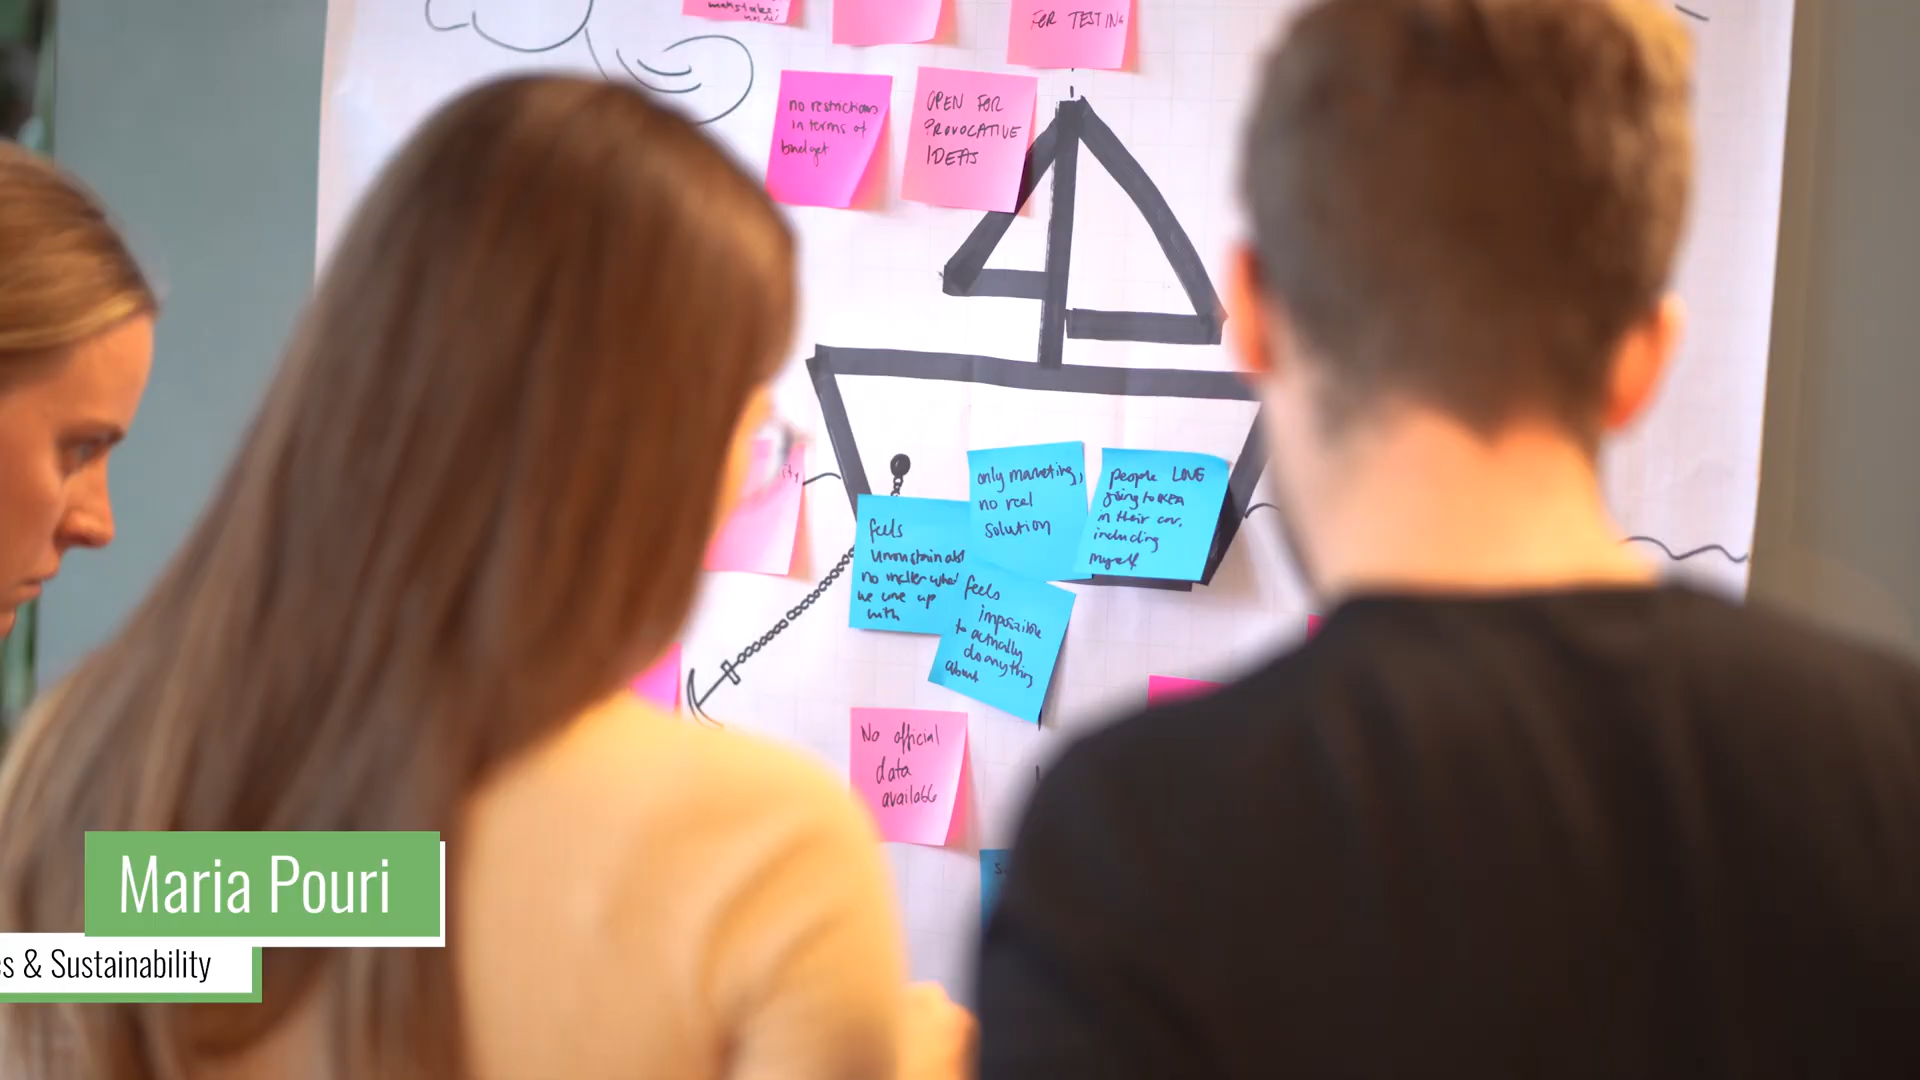 FOR TESTING
no restrictions
in terms of
budget
OPEN FOR
PROVOCATIVE
IDEAS
only marketing,
no real
solution
people LOVE
going to IKEA
in their car,
including
myself
feels
no matter what
we come up
with
feels
impossible
to actually
do anything
about
No official
data
available
Maria Pouri
s & Sustainability